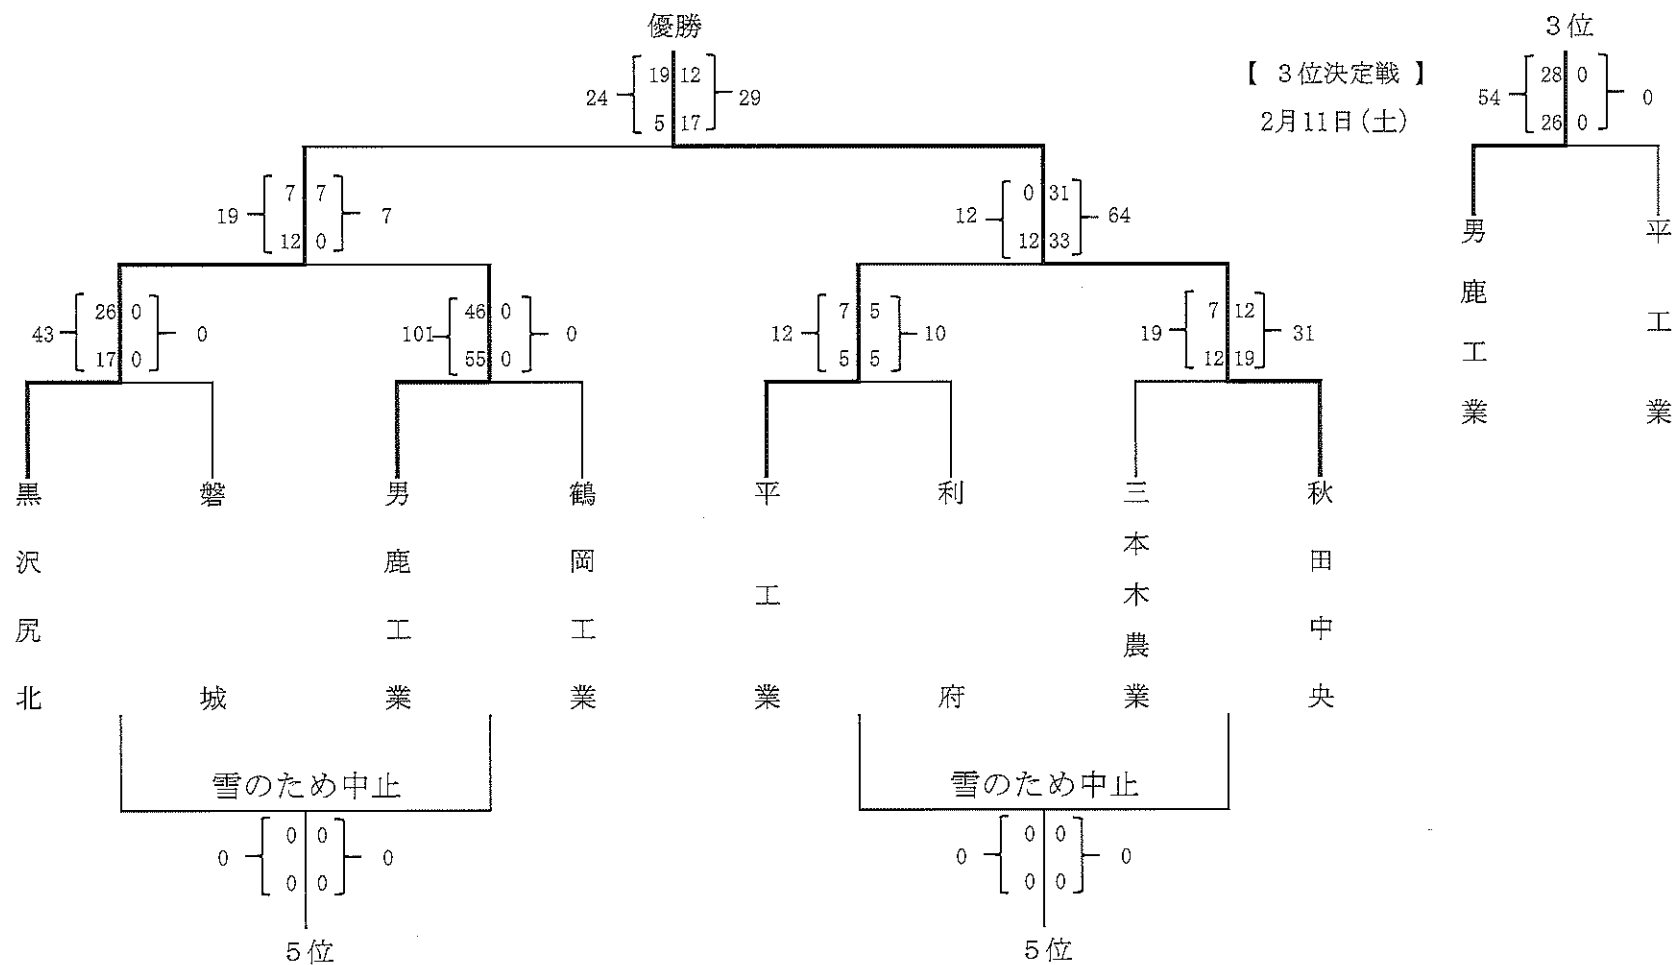 優勝
19 12
24 29
5 17
【 3位決定戦 】
2月11日(土)
3位
28 0
54 0
26 0
男鹿工業
平工業
7 7
19 7
12 0
0 31
12 64
12 33
26 0
43 0
17 0
46 0
101 0
55 0
7 5
12 10
5 5
7 12
19 31
12 19
黒沢尻北
磐城
男鹿工業
鶴岡工業
平工業
利府
三本木農業
秋田中央
雪のため中止
0 0
0 0
0 0
5位
雪のため中止
0 0
0 0
0 0
5位